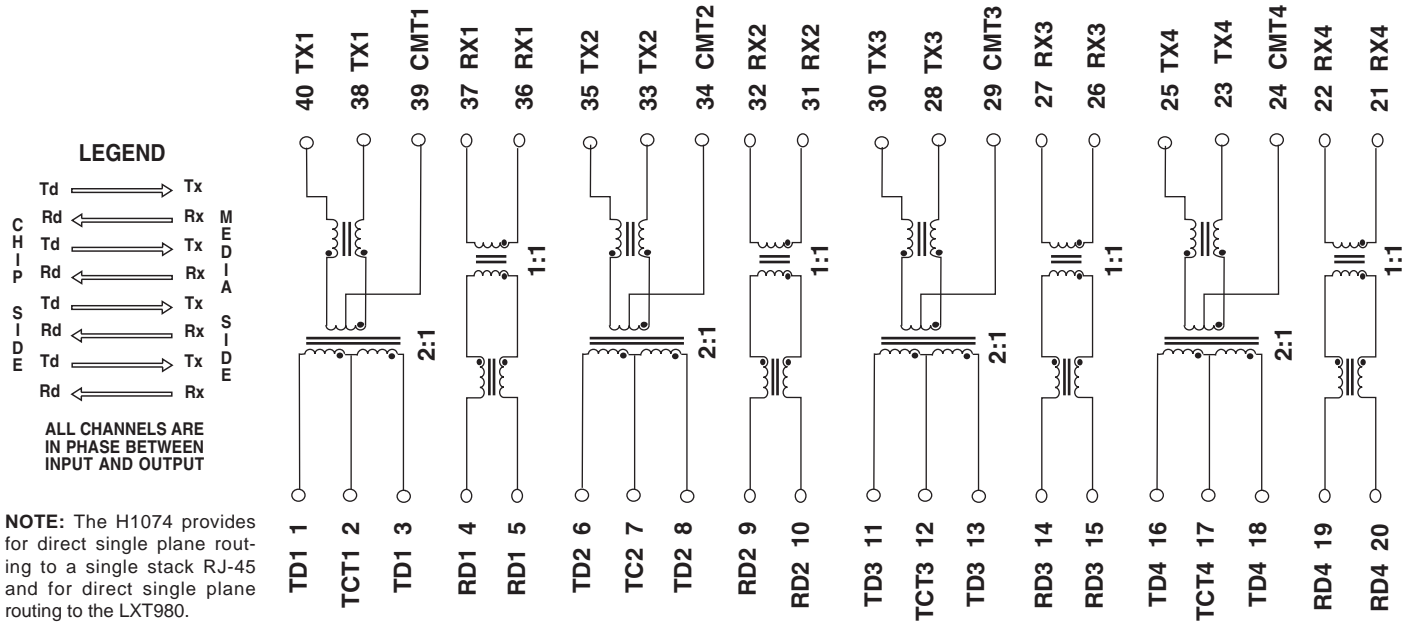 40 TX1
38 TX1
39 CMT1
37 RX1
36 RX1
35 TX2
33 TX2
34 CMT2
32 RX2
31 RX2
30 TX3
28 TX3
29 CMT3
27 RX3
26 RX3
25 TX4
23 TX4
24 CMT4
22 RX4
21 RX4
LEGEND
CHIP SIDE
MEDIA SIDE
Td Tx
Rd Rx
Td Tx
Rd Rx
Td Tx
Rd Rx
Td Tx
Rd Rx
ALL CHANNELS ARE
IN PHASE BETWEEN
INPUT AND OUTPUT
2:1
1:1
2:1
1:1
2:1
1:1
2:1
1:1
NOTE: The H1074 provides
for direct single plane rout-
ing to a single stack RJ-45
and for direct single plane
routing to the LXT980.
TD1 1
TCT1 2
TD1 3
RD1 4
RD1 5
TD2 6
TC2 7
TD2 8
RD2 9
RD2 10
TD3 11
TCT3 12
TD3 13
RD3 14
RD3 15
TD4 16
TCT4 17
TD4 18
RD4 19
RD4 20